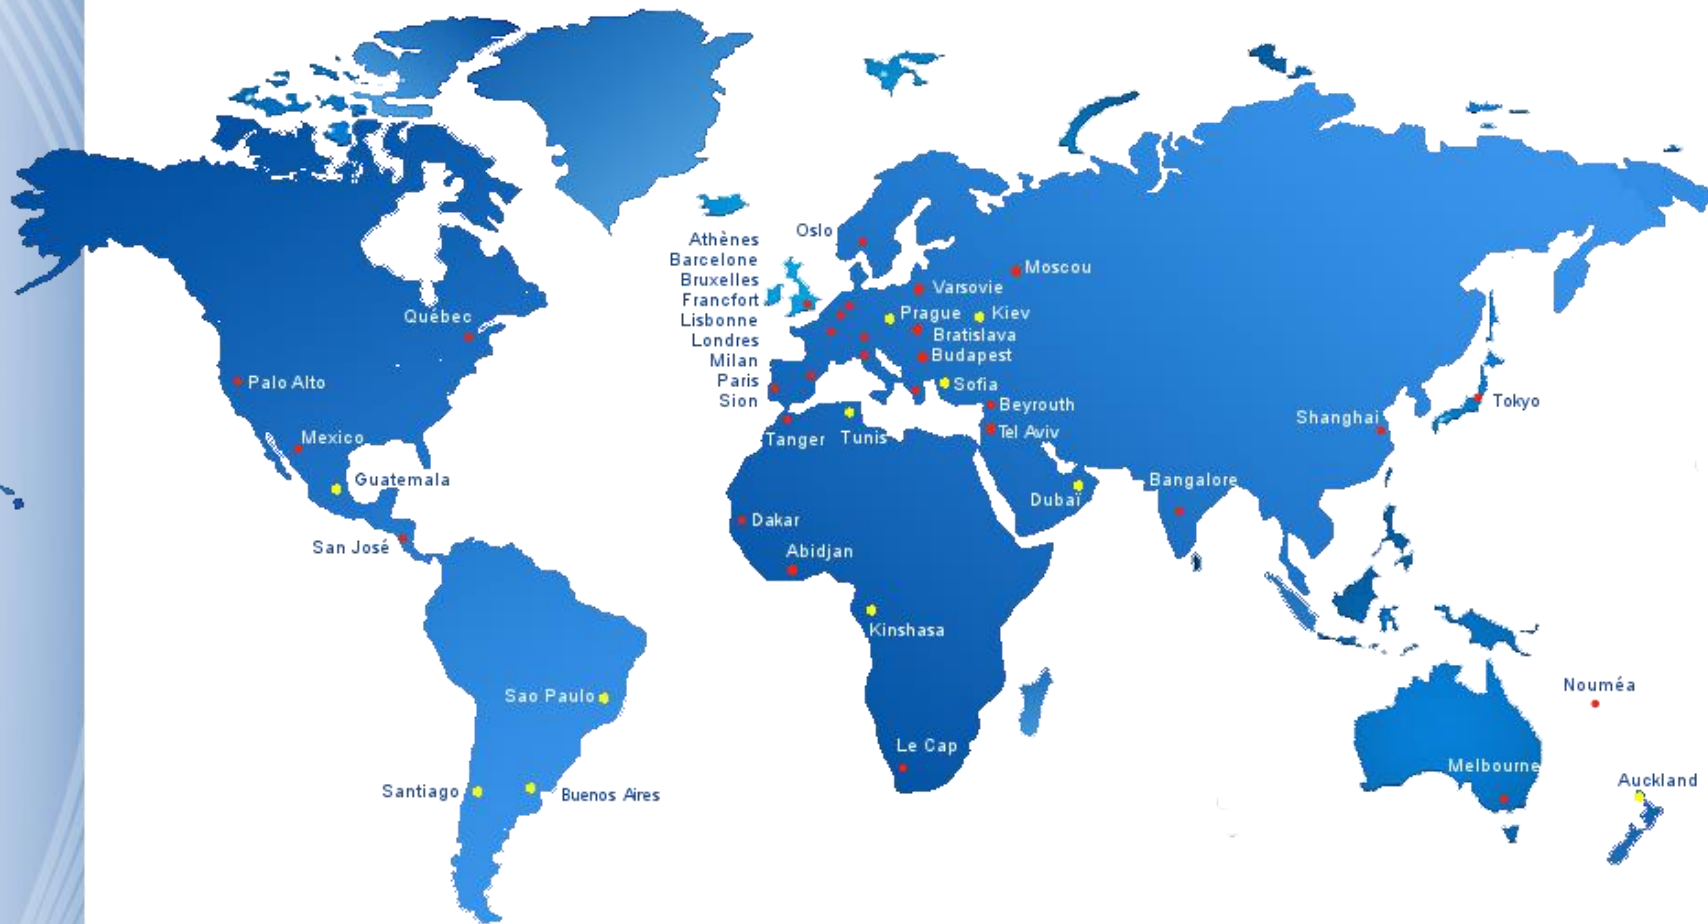 Oslo
Athènes
Barcelone
Bruxelles
Francfort
Lisbonne
Londres
Milan
Paris
Sion
Moscou
Varsovie
Prague
Kiev
Bratislava
Budapest
Sofia
Beyrouth
Tel Aviv
Tanger
Tunis
Québec
Palo Alto
Mexico
Guatemala
San José
Dakar
Abidjan
Kinshasa
Le Cap
Dubaï
Bangalore
Shanghai
Tokyo
Sao Paulo
Santiago
Buenos Aires
Nouméa
Melbourne
Auckland